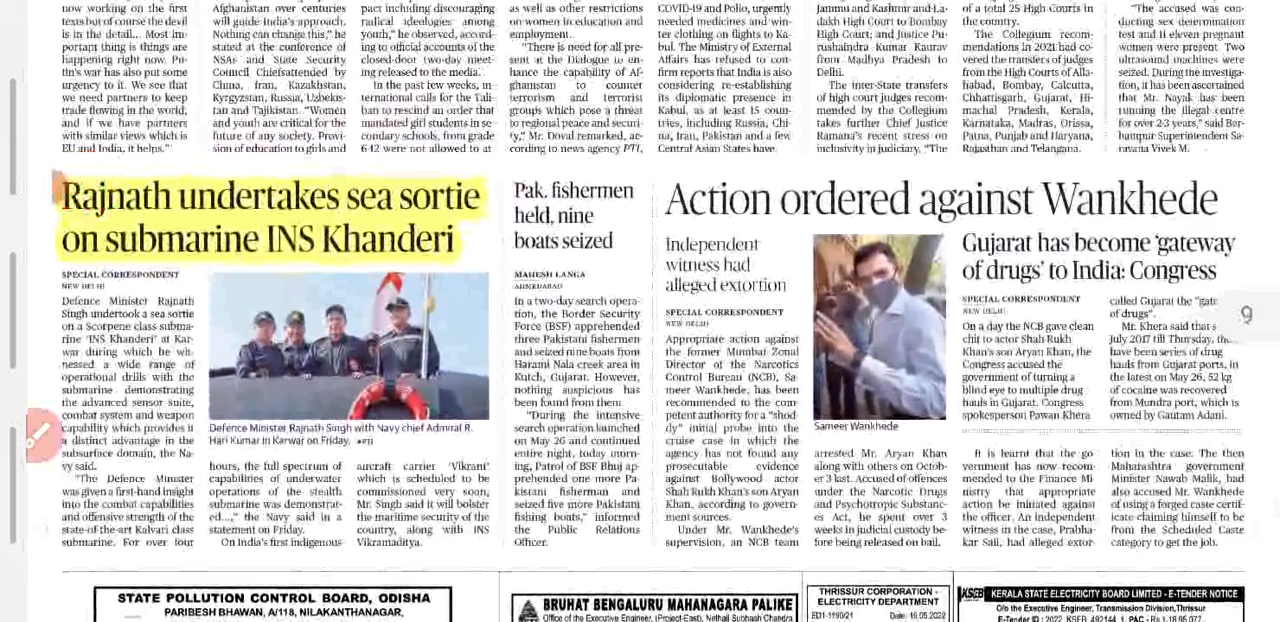 now working on the first
texts but of course the devil
is in the detail... Most im-
portant thing is things are
happening right now. Pu-
tin's war has also put some
urgency to it. We see that
we need partners to keep
trade flowing in the world,
and if we have partners
with similar views which is
EU and India, it helps."
Afghanistan over centuries
will guide India's approach.
Nothing can change this," he
stated at the conference of
NSAs and State Security
Council Chiefs attended by
China, Iran, Kazakhstan,
Kyrgyzstan, Russia, Uzbekis-
tan and Tajikistan. "Women
and youth are critical for the
future of any society. Provi-
sion of education to girls and
pact including discouraging
radical ideologies among
youth," he observed, accord-
ing to official accounts of the
closed-door two-day meet-
ing released to the media.
In the past few weeks, in-
ternational calls for the Tali-
ban to rescind an order that
mandated girl students in se-
condary schools, from grade
6-12 were not allowed to at
as well as other restrictions
on women in education and
employment.
"There is need for all pre-
sent at the Dialogue to en-
hance the capability of Af-
ghanistan to counter
terrorism and terrorist
groups which pose a threat
to regional peace and securi-
ty," Mr. Doval remarked, ac-
cording to news agency PTI,
COVID-19 and Polio, urgently
needed medicines and win-
ter clothing on flights to Ka-
bul. The Ministry of External
Affairs has refused to con-
firm reports that India is also
considering re-establishing
its diplomatic presence in
Kabul, as at least 15 coun-
tries, including Russia, Chi-
na, Iran, Pakistan and a few
Central Asian States have.
Jammu and Kashmir and La-
dakh High Court to Bombay
High Court; and Justice Pu-
rushaindra Kumar Kaurav
from Madhya Pradesh to
Delhi.
The inter-State transfers
of high court judges recom-
mended by the Collegium
takes further Chief Justice
Ramana's recent stress on
inclusivity in judiciary. "The
of a total 25 High Courts in
the country.
The Collegium recom-
mendations in 2021 had co-
vered the transfers of judges
from the High Courts of Alla-
habad, Bombay, Calcutta,
Chhattisgarh, Gujarat, Hi-
machal Pradesh, Kerala,
Karnataka, Madras, Orissa,
Patna, Punjab and Haryana,
Rajasthan and Telangana.
"The accused was con-
ducting sex determination
test and 11 eleven pregnant
women were present. Two
ultrasound machines were
seized. During the investiga-
tion, it has been ascertained
that Mr. Nayak has been
running the illegal centre
for over 2-3 years," said Ber-
hampur Superintendent Sa-
ravana Vivek M.
Rajnath undertakes sea sortie
on submarine INS Khanderi
SPECIAL CORRESPONDENT
NEW DELHI
Defence Minister Rajnath
Singh undertook a sea sortie
on a Scorpene class subma-
rine 'INS Khanderi' at Kar-
war during which he wit-
nessed a wide range of
operational drills with the
submarine demonstrating
the advanced sensor suite,
combat system and weapon
capability which provides it
a distinct advantage in the
subsurface domain, the Na-
vy said.
"The Defence Minister
was given a first-hand insight
into the combat capabilities
and offensive strength of the
state-of-the-art Kalvari class
submarine. For over four
Defence Minister Rajnath Singh with Navy chief Admiral R.
Hari Kumar in Karwar on Friday. PTI
hours, the full spectrum of
capabilities of underwater
operations of the stealth
submarine was demonstrat-
ed...," the Navy said in a
statement on Friday.
On India's first indigenous
aircraft carrier 'Vikrant'
which is scheduled to be
commissioned very soon,
Mr. Singh said it will bolster
the maritime security of the
country, along with INS
Vikramaditya.
Pak. fishermen
held, nine
boats seized
MAHESH LANGA
AHMEDABAD
In a two-day search opera-
tion, the Border Security
Force (BSF) apprehended
three Pakistani fishermen
and seized nine boats from
Harami Nala creek area in
Kutch, Gujarat. However,
nothing suspicious has
been found from them.
"During the intensive
search operation launched
on May 26 and continued
entire night, today morn-
ing, Patrol of BSF Bhuj ap-
prehended one more Pa-
kistani fisherman and
seized five more Pakistani
fishing boats," informed
the Public Relations
Officer.
Action ordered against Wankhede
Independent
witness had
alleged extortion
SPECIAL CORRESPONDENT
NEW DELHI
Appropriate action against
the former Mumbai Zonal
Director of the Narcotics
Control Bureau (NCB), Sa-
meer Wankhede, has been
recommended to the com-
petent authority for a "shod-
dy" initial probe into the
cruise case in which the
agency has not found any
prosecutable evidence
against Bollywood actor
Shah Rukh Khan's son Aryan
Khan, according to govern-
ment sources.
Under Mr. Wankhede's
supervision, an NCB team
Sameer Wankhede
arrested Mr. Aryan Khan
along with others on Octob-
er 3 last. Accused of offences
under the Narcotic Drugs
and Psychotropic Substanc-
es Act, he spent over 3
weeks in judicial custody be-
fore being released on bail.
Gujarat has become 'gateway
of drugs' to India: Congress
SPECIAL CORRESPONDENT
NEW DELHI
On a day the NCB gave clean
chit to actor Shah Rukh
Khan's son Aryan Khan, the
Congress accused the
government of turning a
blind eye to multiple drug
hauls in Gujarat. Congress
spokesperson Pawan Khera
called Gujarat the "gate
of drugs".
Mr. Khera said that s
July 2017 till Thursday, the
have been series of drug
hauls from Gujarat ports, in
the latest on May 26, 52 kg
of cocaine was recovered
from Mundra port, which is
owned by Gautam Adani.
9
It is learnt that the go-
vernment has now recom-
mended to the Finance Mi-
nistry that appropriate
action be initiated against
the officer. An independent
witness in the case, Prabha-
kar Sail, had alleged extor-
tion in the case. The then
Maharashtra government
Minister Nawab Malik, had
also accused Mr. Wankhede
of using a forged caste certif-
icate claiming himself to be
from the Scheduled Caste
category to get the job.
STATE POLLUTION CONTROL BOARD, ODISHA
PARIBESH BHAWAN, A/118, NILAKANTHANAGAR,
BRUHAT BENGALURU MAHANAGARA PALIKE
Office of the Executive Engineer, (Project-East), Nethaji Subhash Chandra
THRISSUR CORPORATION -
ELECTRICITY DEPARTMENT
ED1-1190/21 Date: 19.05.2022
KSEB KERALA STATE ELECTRICITY BOARD LIMITED - E-TENDER NOTICE
O/o the Executive Engineer, Transmission Division,Thrissur